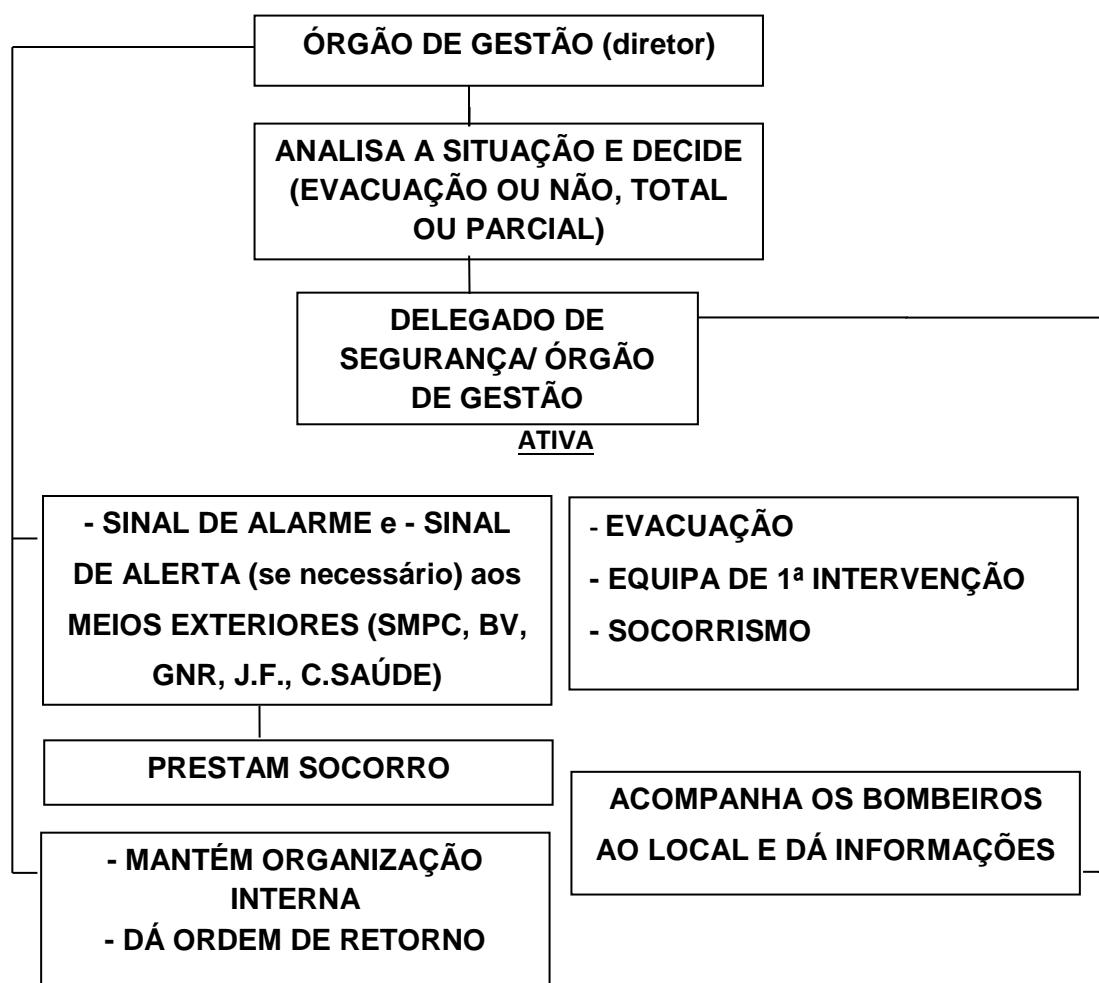 ÓRGÃO DE GESTÃO (diretor)
ANALISA A SITUAÇÃO E DECIDE
(EVACUAÇÃO OU NÃO, TOTAL
OU PARCIAL)
DELEGADO DE
SEGURANÇA/ ÓRGÃO
DE GESTÃO
ATIVA
- SINAL DE ALARME e - SINAL
DE ALERTA (se necessário) aos
MEIOS EXTERIORES (SMPC, BV,
GNR, J.F., C.SAÚDE)
- EVACUAÇÃO
- EQUIPA DE 1ª INTERVENÇÃO
- SOCORRISMO
PRESTAM SOCORRO
ACOMPANHA OS BOMBEIROS
AO LOCAL E DÁ INFORMAÇÕES
- MANTÉM ORGANIZAÇÃO
INTERNA
- DÁ ORDEM DE RETORNO